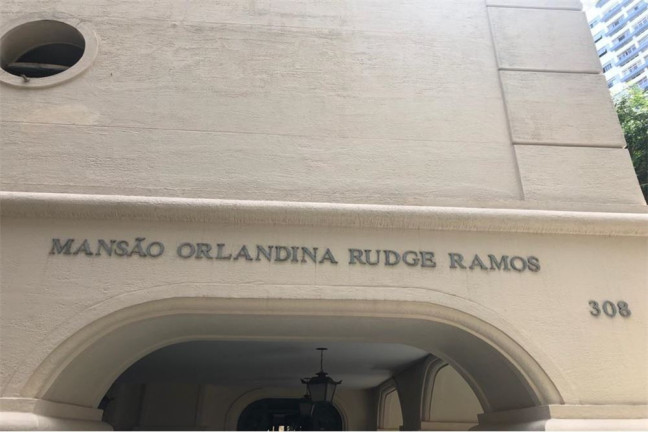 MANSÃO ORLANDINA RUDGE RAMOS
308